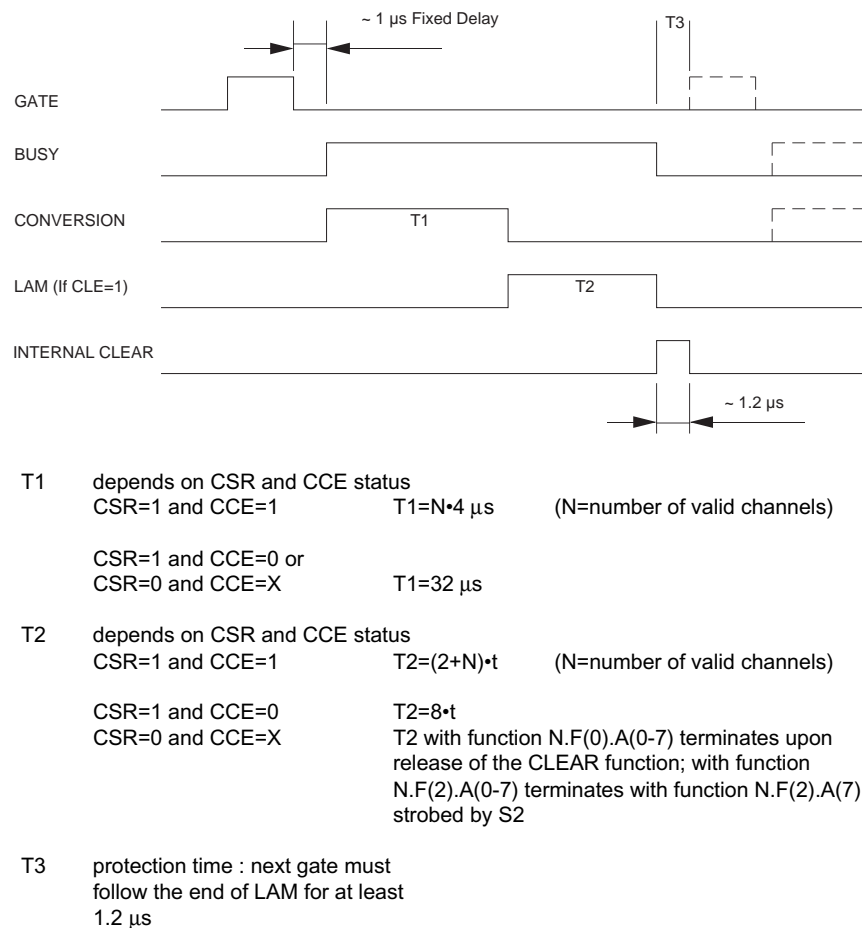 ~ 1 µs Fixed Delay
T3
GATE
BUSY
CONVERSION
T1
LAM (If CLE=1)
T2
INTERNAL CLEAR
~ 1.2 µs
T1 depends on CSR and CCE status
CSR=1 and CCE=1 T1=N•4 µs (N=number of valid channels)
CSR=1 and CCE=0 or
CSR=0 and CCE=X T1=32 µs
T2 depends on CSR and CCE status
CSR=1 and CCE=1 T2=(2+N)•t (N=number of valid channels)
CSR=1 and CCE=0 T2=8•t
CSR=0 and CCE=X T2 with function N.F(0).A(0-7) terminates upon
release of the CLEAR function; with function
N.F(2).A(0-7) terminates with function N.F(2).A(7)
strobed by S2
T3 protection time : next gate must
follow the end of LAM for at least
1.2 µs